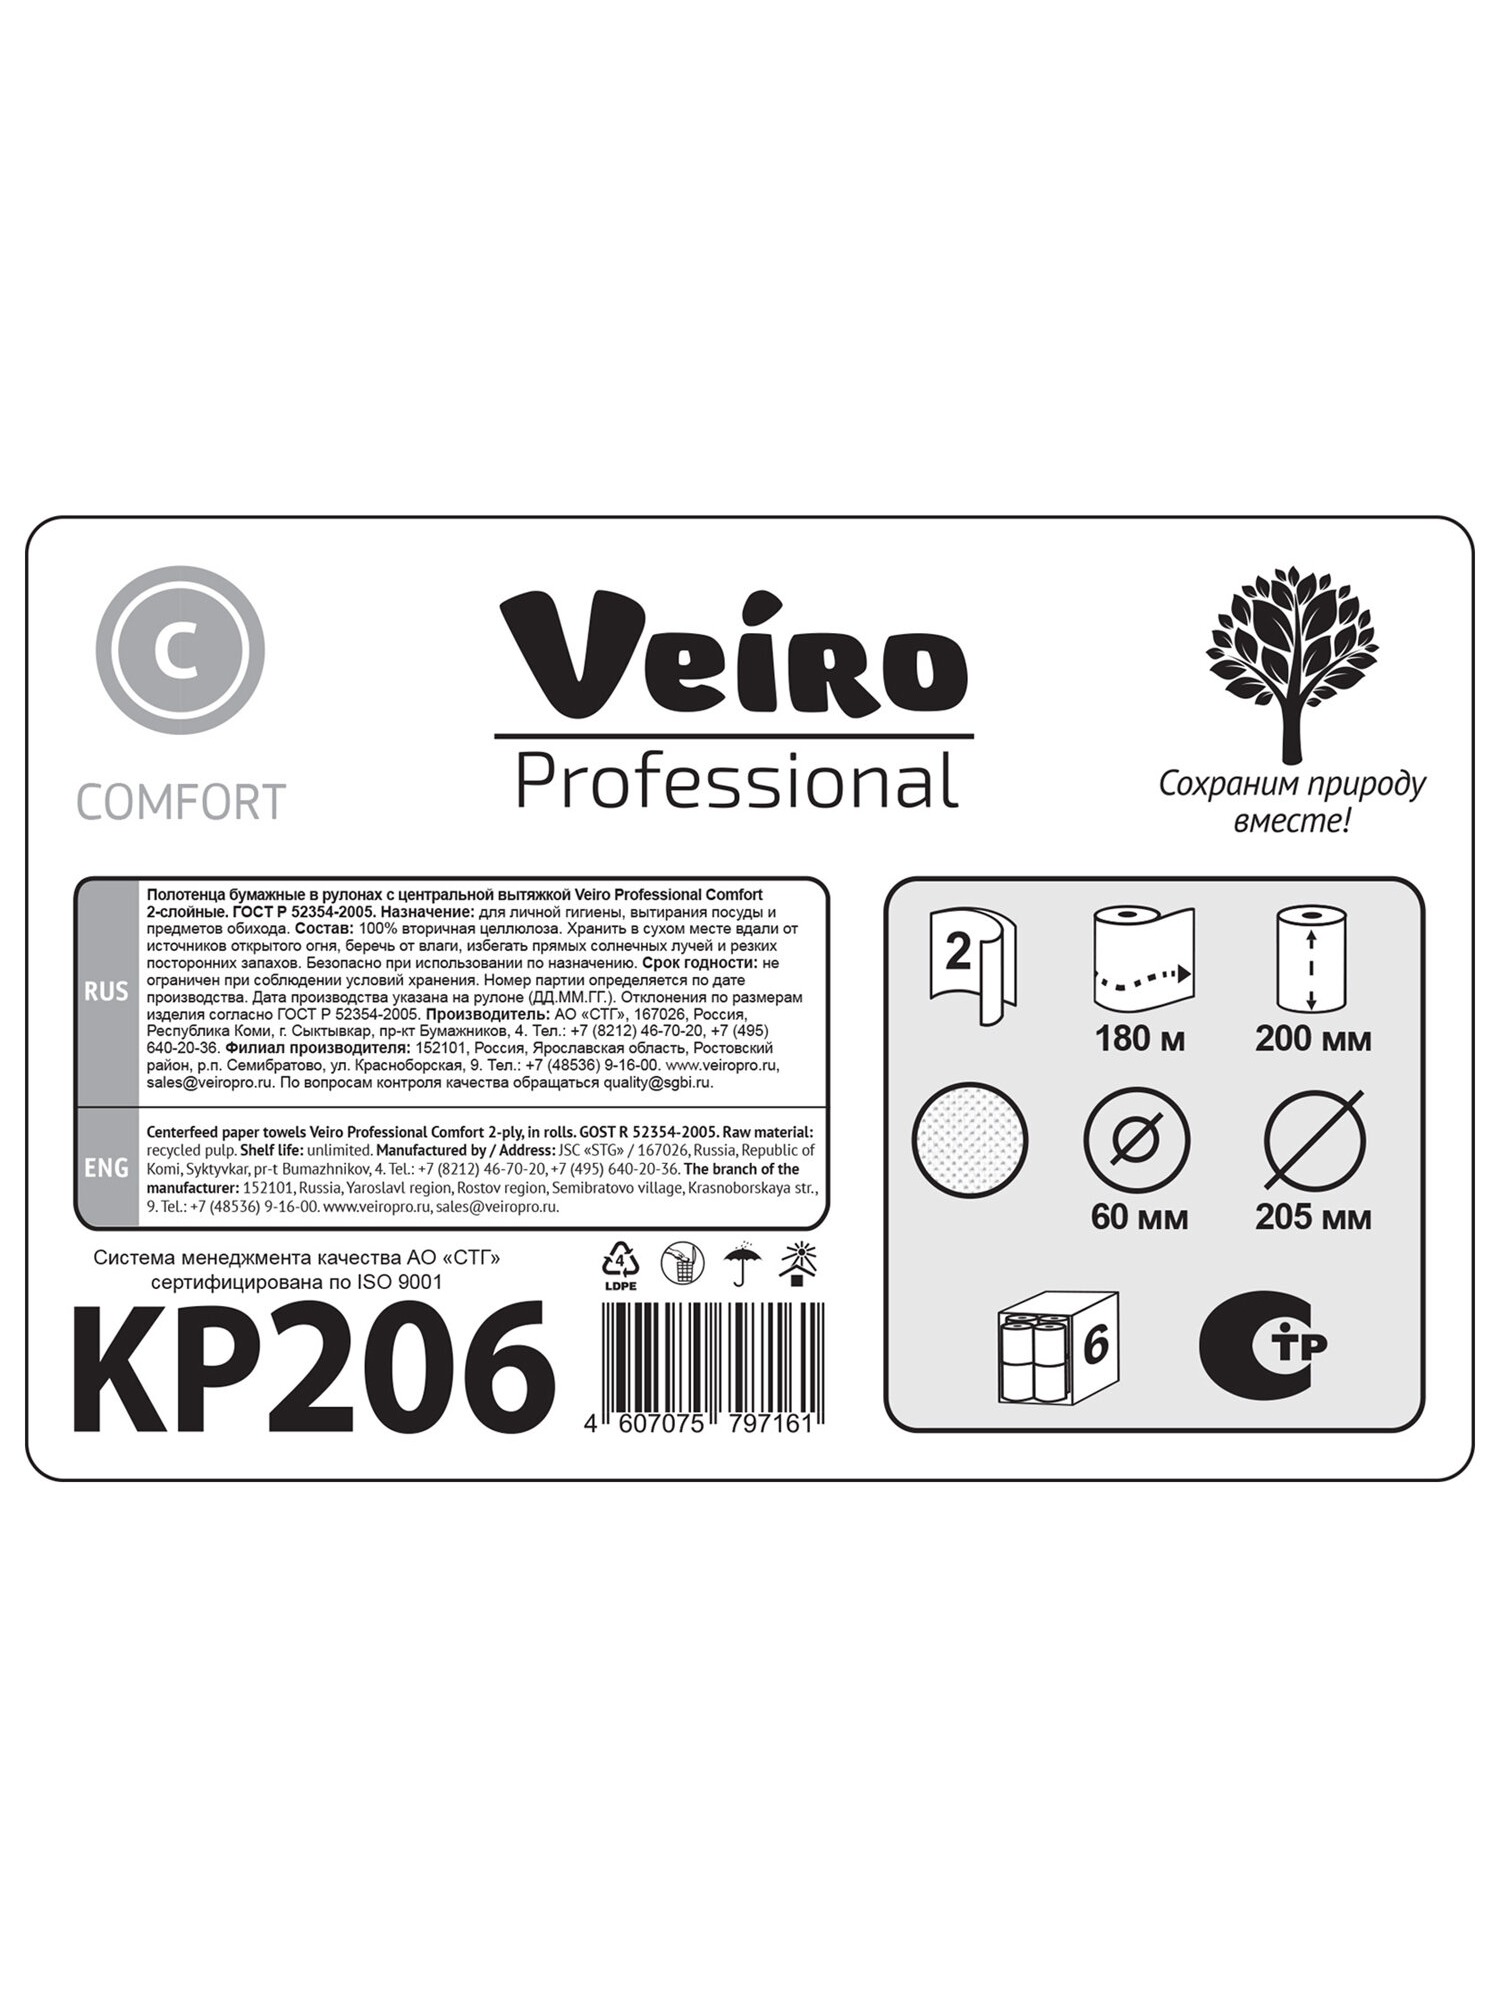 C
COMFORT
Veiro
Professional
Сохраним природу
вместе!
RUS
Полотенца бумажные в рулонах с центральной вытяжкой Veiro Professional Comfort
2-слойные. ГОСТ Р 52354-2005. Назначение: для личной гигиены, вытирания посуды и
предметов обихода. Состав: 100% вторичная целлюлоза. Хранить в сухом месте вдали от
источников открытого огня, беречь от влаги, избегать прямых солнечных лучей и резких
посторонних запахов. Безопасно при использовании по назначению. Срок годности: не
ограничен при соблюдении условий хранения. Номер партии определяется по дате
производства. Дата производства указана на рулоне (ДД.ММ.ГГ.). Отклонения по размерам
изделия согласно ГОСТ Р 52354-2005. Производитель: АО «СТГ», 167026, Россия,
Республика Коми, г. Сыктывкар, пр-кт Бумажников, 4. Тел.: +7 (8212) 46-70-20, +7 (495)
640-20-36. Филиал производителя: 152101, Россия, Ярославская область, Ростовский
район, р.п. Семибратово, ул. Красноборская, 9. Тел.: +7 (48536) 9-16-00. www.veiropro.ru,
sales@veiropro.ru. По вопросам контроля качества обращаться quality@sgbi.ru.
ENG
Centerfeed paper towels Veiro Professional Comfort 2-ply, in rolls. GOST R 52354-2005. Raw material:
recycled pulp. Shelf life: unlimited. Manufactured by / Address: JSC «STG» / 167026, Russia, Republic of
Komi, Syktyvkar, pr-t Bumazhnikov, 4. Tel.: +7 (8212) 46-70-20, +7 (495) 640-20-36. The branch of the
manufacturer: 152101, Russia, Yaroslavl region, Rostov region, Semibratovo village, Krasnoborskaya str.,
9. Tel.: +7 (48536) 9-16-00. www.veiropro.ru, sales@veiropro.ru.
Система менеджмента качества АО «СТГ»
сертифицирована по ISO 9001
KP206
4
LDPE
4 607075 797161
2
180 м
200 мм
60 мм
205 мм
6
СТР